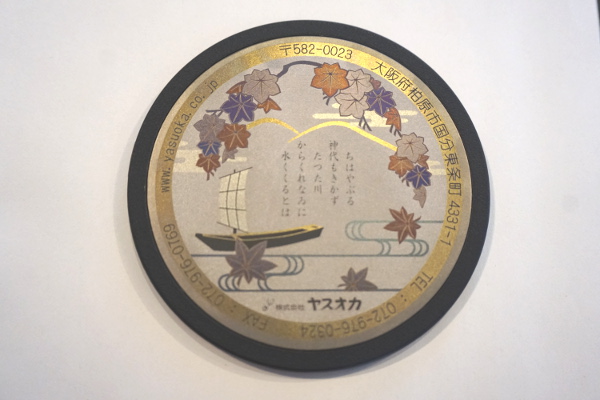 〒582-0023
大阪府柏原市国分東条町 4331-1
TEL : 072-976-0324
FAX : 072-976-0769
www.yasuoka.co.jp
ちはやぶる
神代もきかず
たつた川
からくれなゐに
水くくるとは
株式会社 ヤスオカ